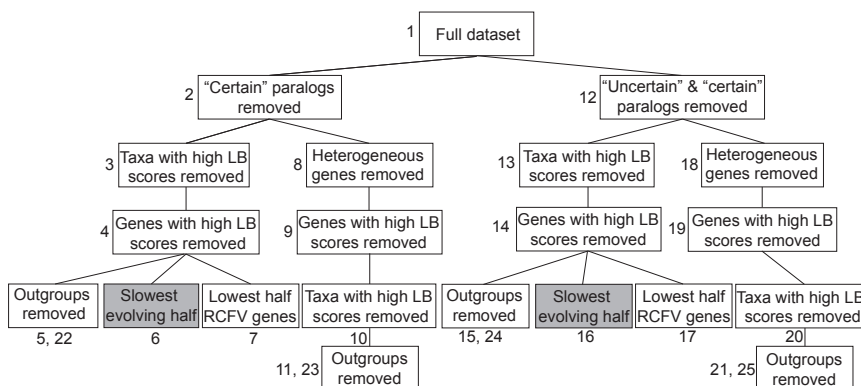 1
Full dataset
2
“Certain” paralogs
removed
12
“Uncertain” & “certain”
paralogs removed
3
Taxa with high LB
scores removed
8
Heterogeneous
genes removed
13
Taxa with high LB
scores removed
18
Heterogeneous
genes removed
4
Genes with high LB
scores removed
9
Genes with high LB
scores removed
14
Genes with high LB
scores removed
19
Genes with high LB
scores removed
Outgroups
removed
5, 22
Slowest
evolving half
6
Lowest half
RCFV genes
7
Taxa with high LB
scores removed
10
Outgroups
removed
15, 24
Slowest
evolving half
16
Lowest half
RCFV genes
17
Taxa with high LB
scores removed
20
11, 23
Outgroups
removed
21, 25
Outgroups
removed